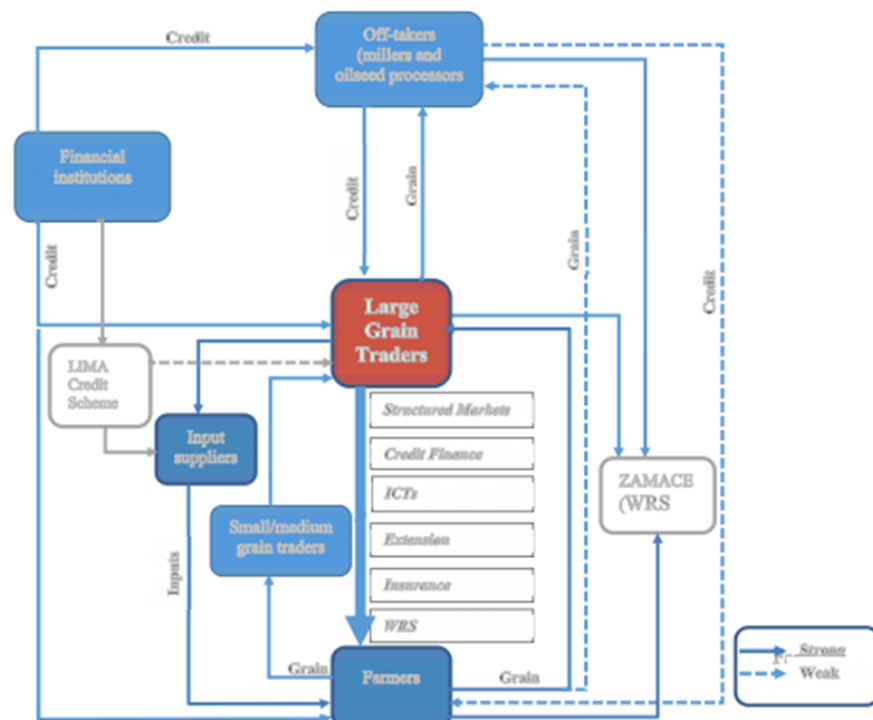 Credit
Off-takers
(millers and
oilseed processors
Financial
institutions
Credit
Credit
Grain
Grain
Credit
Large
Grain
Traders
LIMA
Credit
Scheme
Input
suppliers
Small/medium
grain traders
Inputs
Structured Markets
Credit Finance
ICTs
Extension
Insurance
WRS
ZAMACE
(WRS
Grain
Farmers
Grain
Strong
Weak